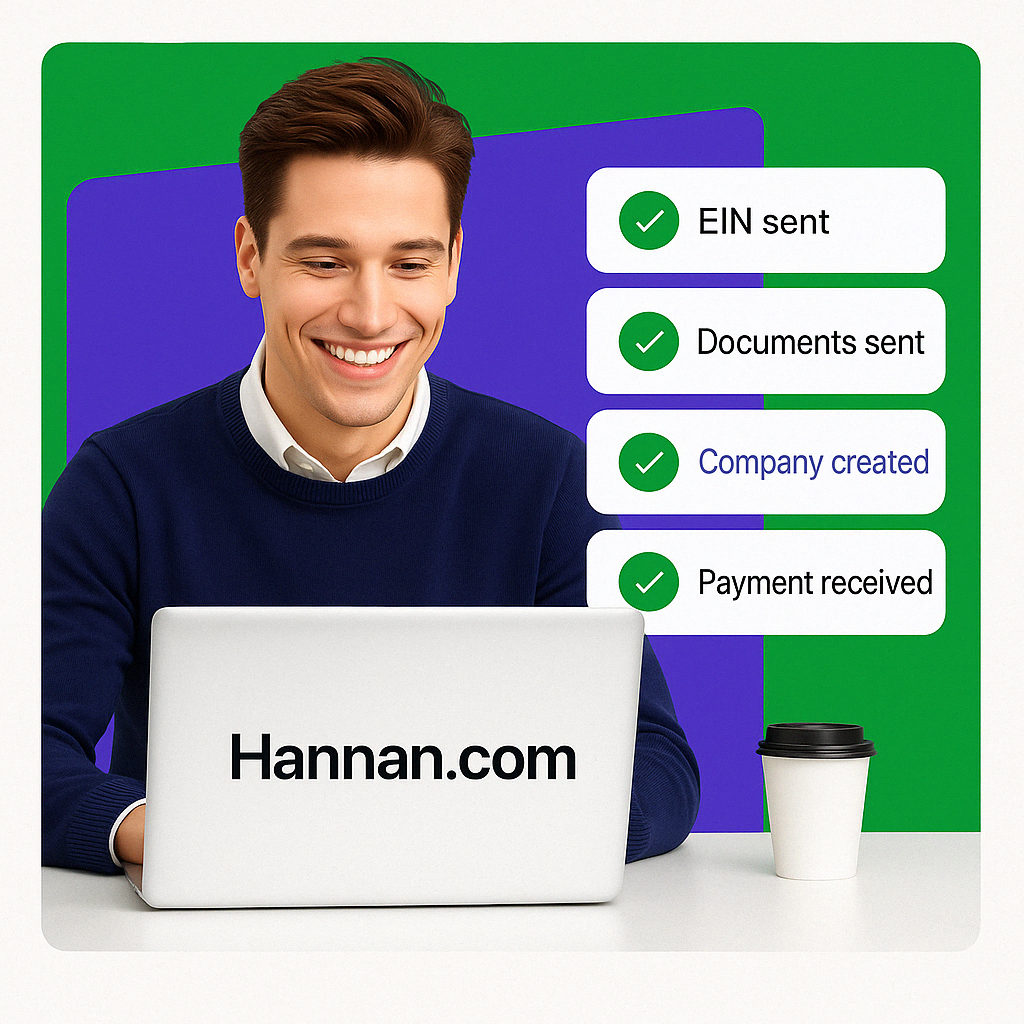 EIN sent
Documents sent
Company created
Payment received
Hannan.com